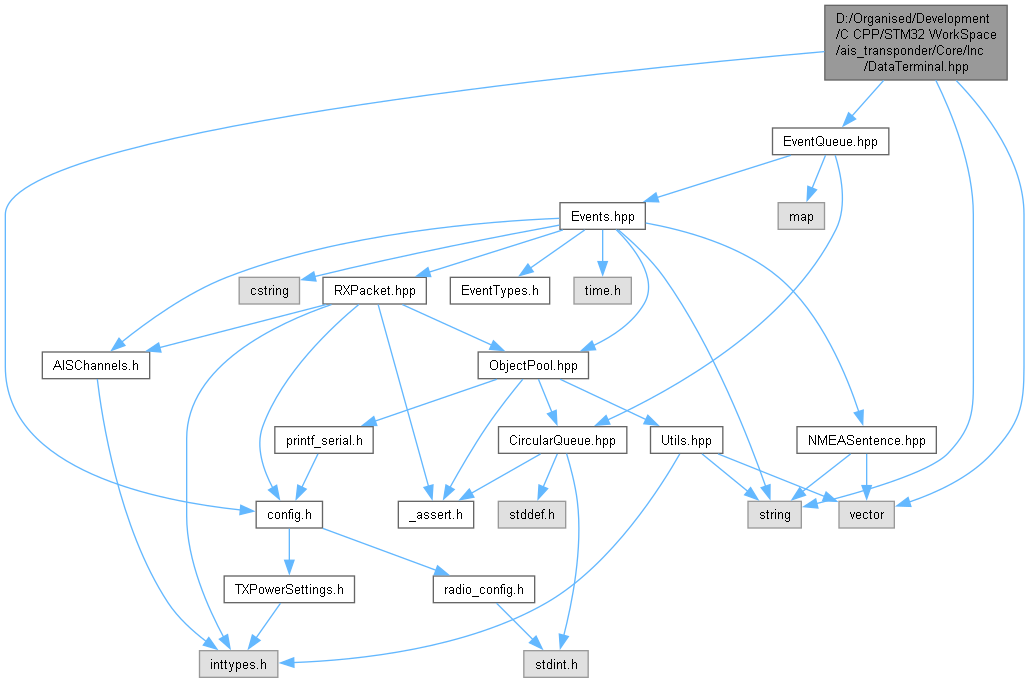 D:/Organised/Development
/C CPP/STM32 WorkSpace
/ais_transponder/Core/Inc
/DataTerminal.hpp
EventQueue.hpp
Events.hpp
map
cstring
RXPacket.hpp
EventTypes.h
time.h
AISChannels.h
ObjectPool.hpp
printf_serial.h
CircularQueue.hpp
Utils.hpp
NMEASentence.hpp
config.h
_assert.h
stddef.h
string
vector
TXPowerSettings.h
radio_config.h
inttypes.h
stdint.h